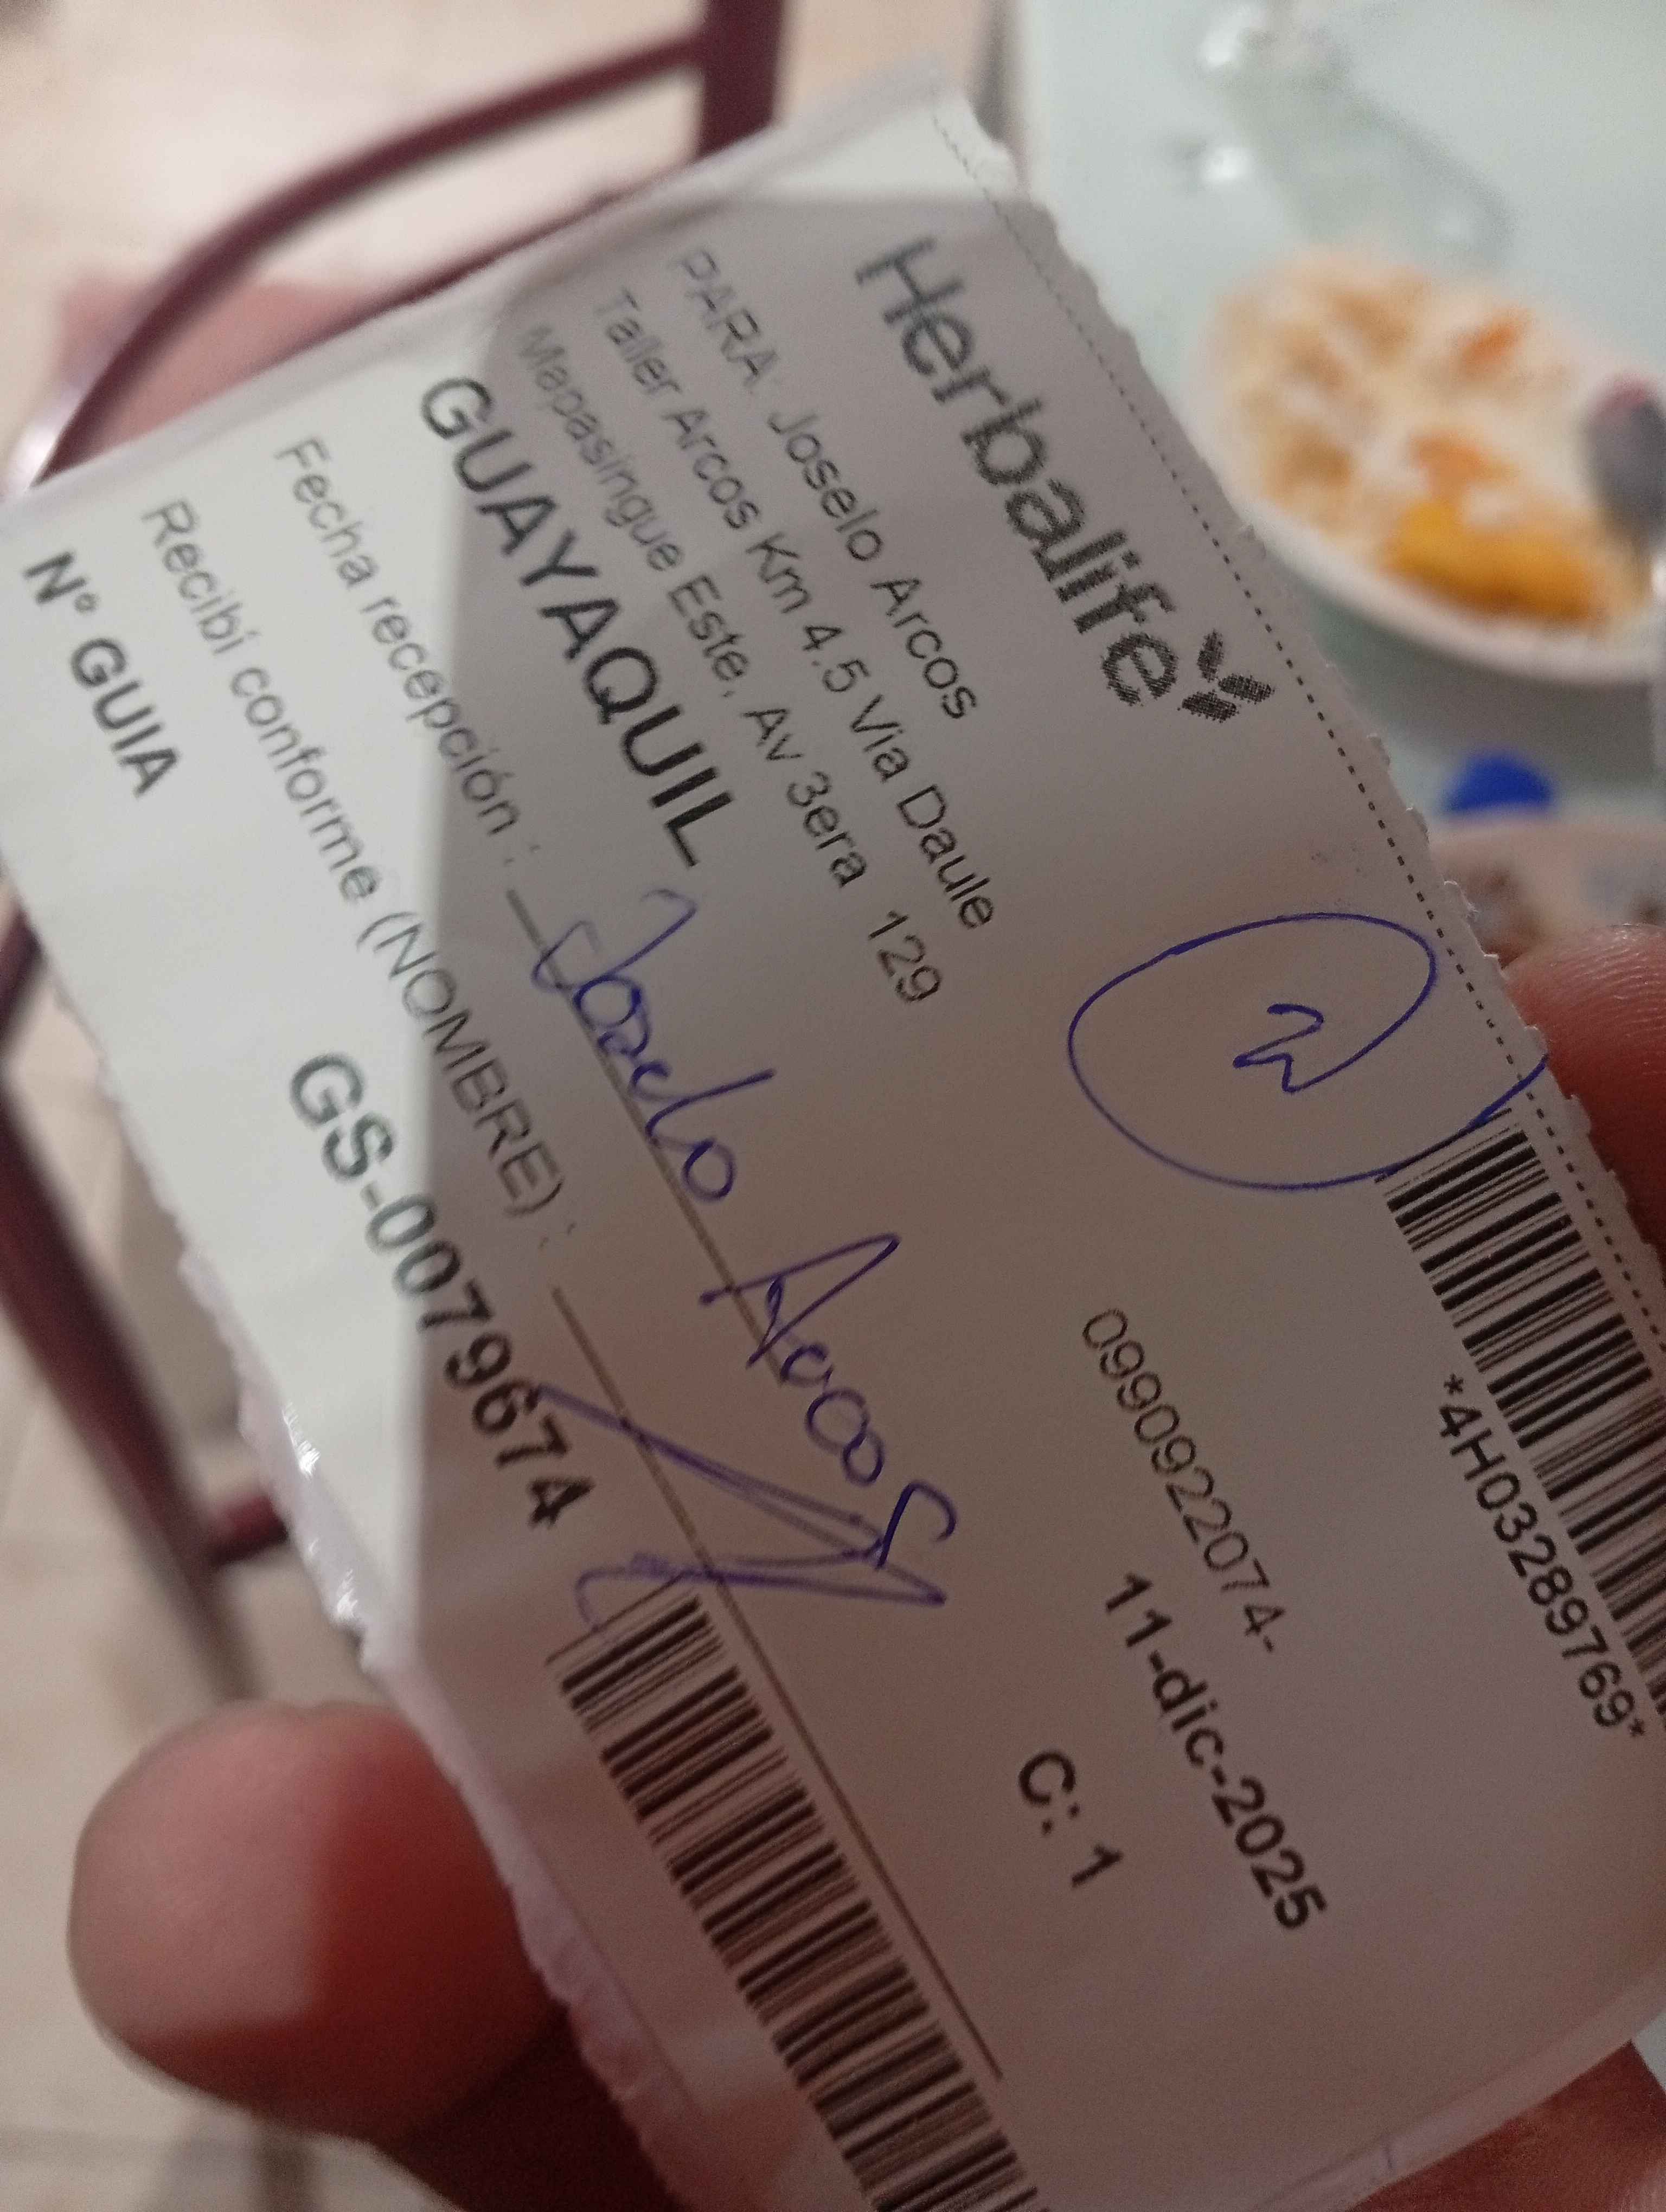 Herbalife
*4H03289769*
PARA: Joselo Arcos
Taller Arcos Km 4.5 Via Daule
Mapasingue Este, Av 3era 129
0990922074-
GUAYAQUIL
11-dic-2025
C: 1
Fecha recepción :
Joselo Arcos
Recibí conforme (NOMBRE) :
N° GUIA
GS-0079674